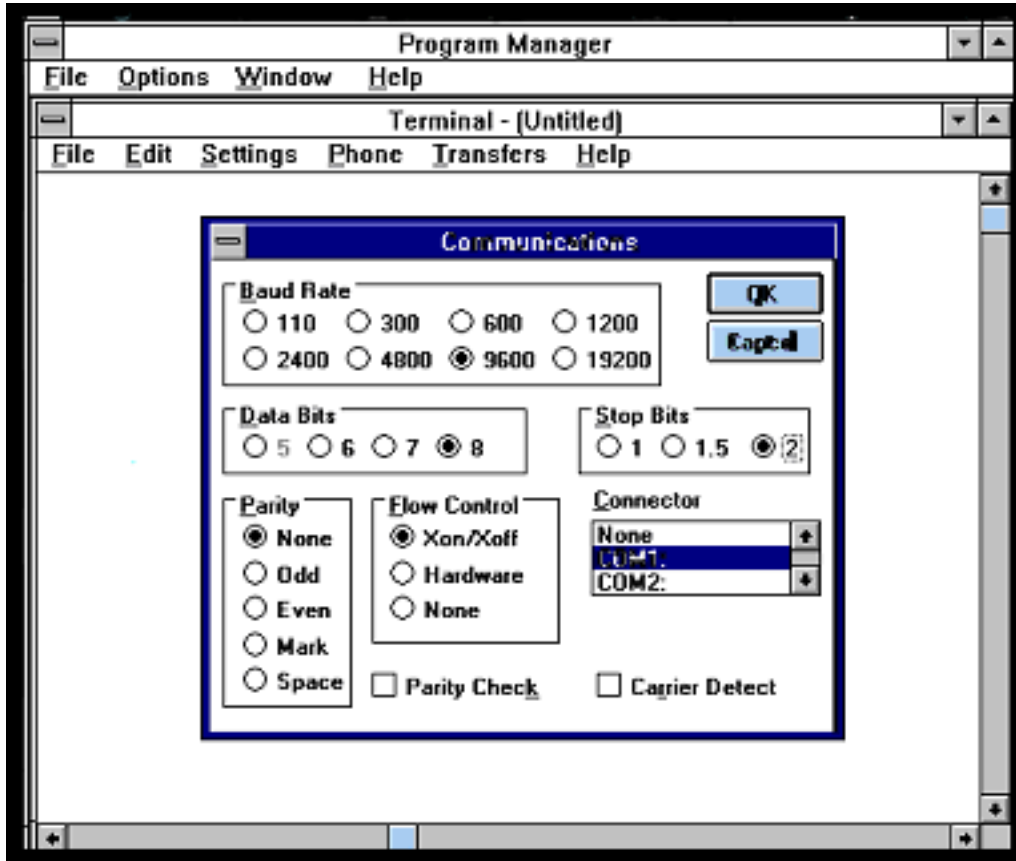 Program Manager
File Options Window Help
Terminal - (Untitled)
File Edit Settings Phone Transfers Help
Communications
Baud Rate
110 300 600 1200
2400 4800 9600 19200
OK
Cancel
Data Bits
5 6 7 8
Stop Bits
1 1.5 2
Parity
None
Odd
Even
Mark
Space
Flow Control
Xon/Xoff
Hardware
None
Connector
None
COM1:
COM2:
Parity Check
Carrier Detect